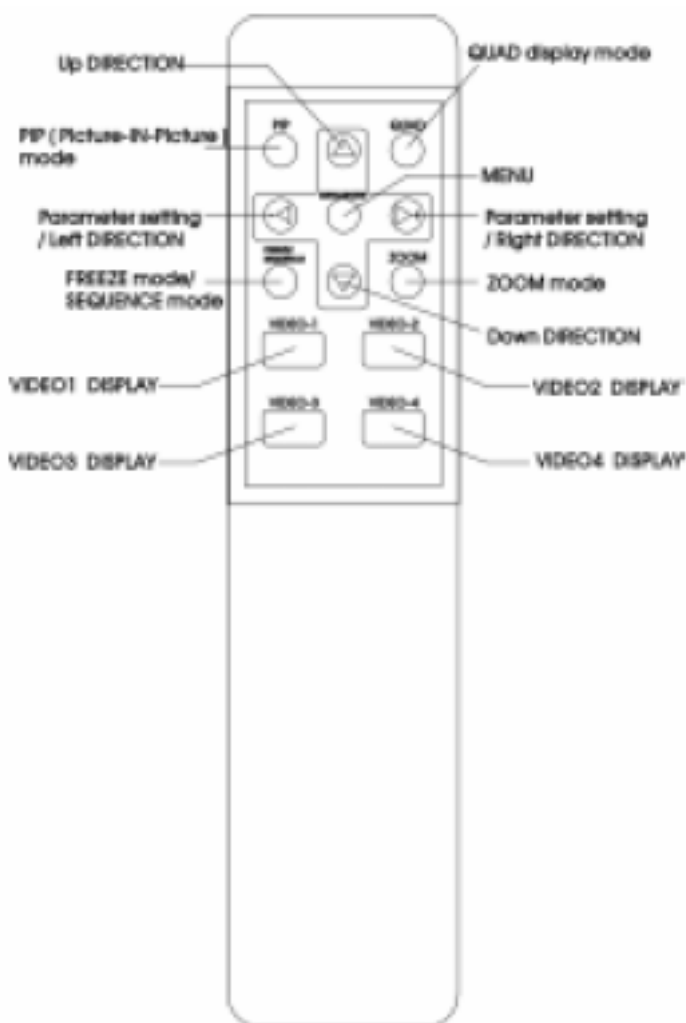 Up DIRECTION
QUAD display mode
PIP ( Picture-IN-Picture )
mode
PIP
QUAD
MENU
Parameter setting
/ Left DIRECTION
Parameter setting
/ Right DIRECTION
FREEZE mode/
SEQUENCE mode
ZOOM
ZOOM mode
Down DIRECTION
VIDEO-1
VIDEO-2
VIDEO1 DISPLAY
VIDEO2 DISPLAY
VIDEO-3
VIDEO-4
VIDEO3 DISPLAY
VIDEO4 DISPLAY